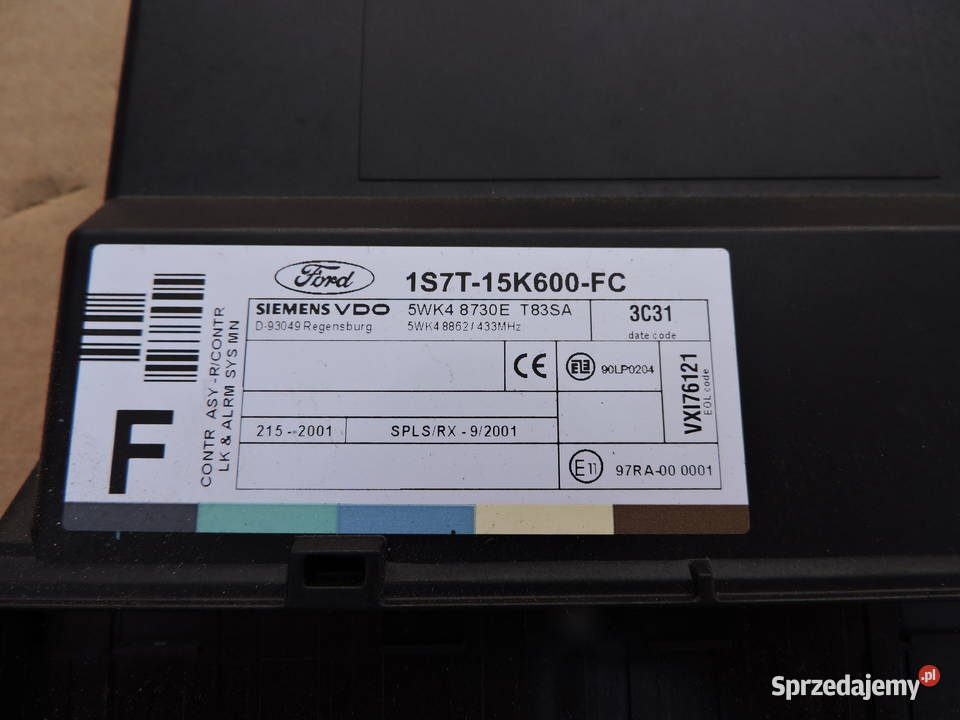 Ford 1S7T-15K600-FC
SIEMENS VDO 5WK4 8730E T83SA 3C31
D-93049 Regensburg 5WK4 8862 / 433MHz date code
CE E1E 90LP0204
VXI76121
EOL code
215 - 2001 SPLS/RX - 9/2001
E11 97RA-00 0001
F
CONTR ASY -R/CONTR
LK & ALRM SYS MN
Sprzedajemy.pl